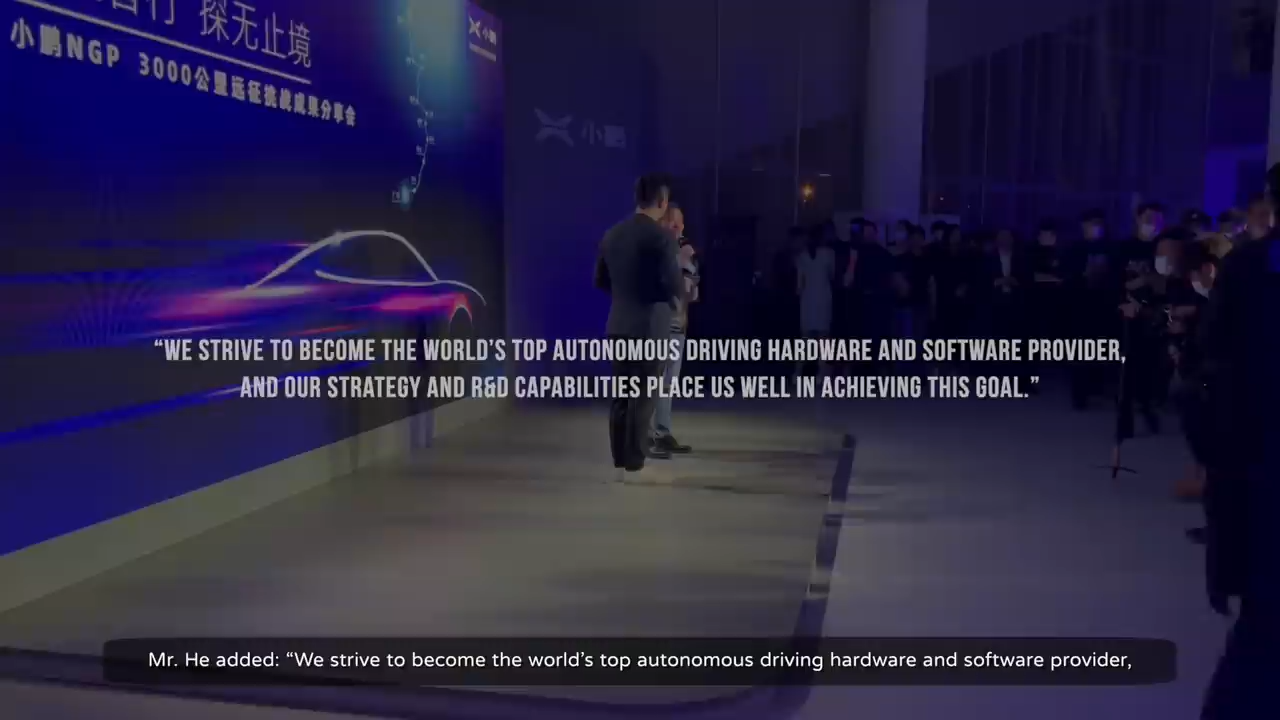 探无止境
小鹏
小鹏NGP 3000公里远征挑战成果分享会
小鹏
“WE STRIVE TO BECOME THE WORLD’S TOP AUTONOMOUS DRIVING HARDWARE AND SOFTWARE PROVIDER,
AND OUR STRATEGY AND R&D CAPABILITIES PLACE US WELL IN ACHIEVING THIS GOAL.”
Mr. He added: “We strive to become the world’s top autonomous driving hardware and software provider,